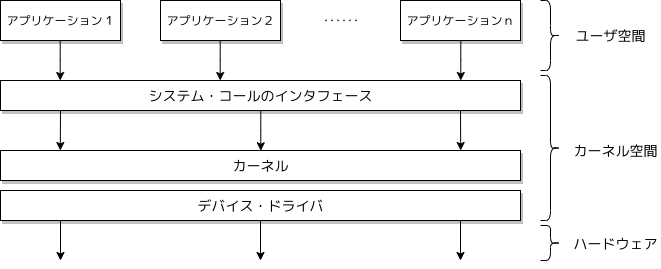 アプリケーション１
アプリケーション２
······
アプリケーションｎ
ユーザ空間
システム・コールのインタフェース
カーネル
カーネル空間
デバイス・ドライバ
ハードウェア